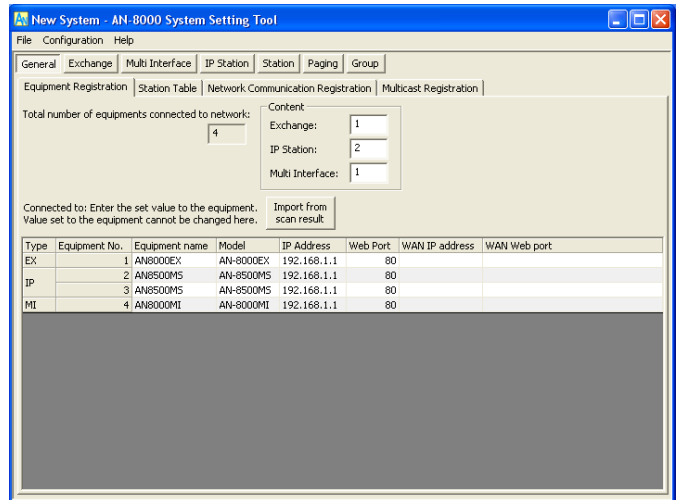 New System - AN-8000 System Setting Tool
File Configuration Help
General Exchange Multi Interface IP Station Station Paging Group
Equipment Registration Station Table Network Communication Registration Multicast Registration
Total number of equipments connected to network:
4
Content
Exchange: 1
IP Station: 2
Multi Interface: 1
Connected to: Enter the set value to the equipment.
Value set to the equipment cannot be changed here.
Import from
scan result
Type Equipment No. Equipment name Model IP Address Web Port WAN IP address WAN Web port
EX 1 AN8000EX AN-8000EX 192.168.1.1 80
IP 2 AN8500MS AN-8500MS 192.168.1.1 80
3 AN8500MS AN-8500MS 192.168.1.1 80
MI 4 AN8000MI AN-8000MI 192.168.1.1 80